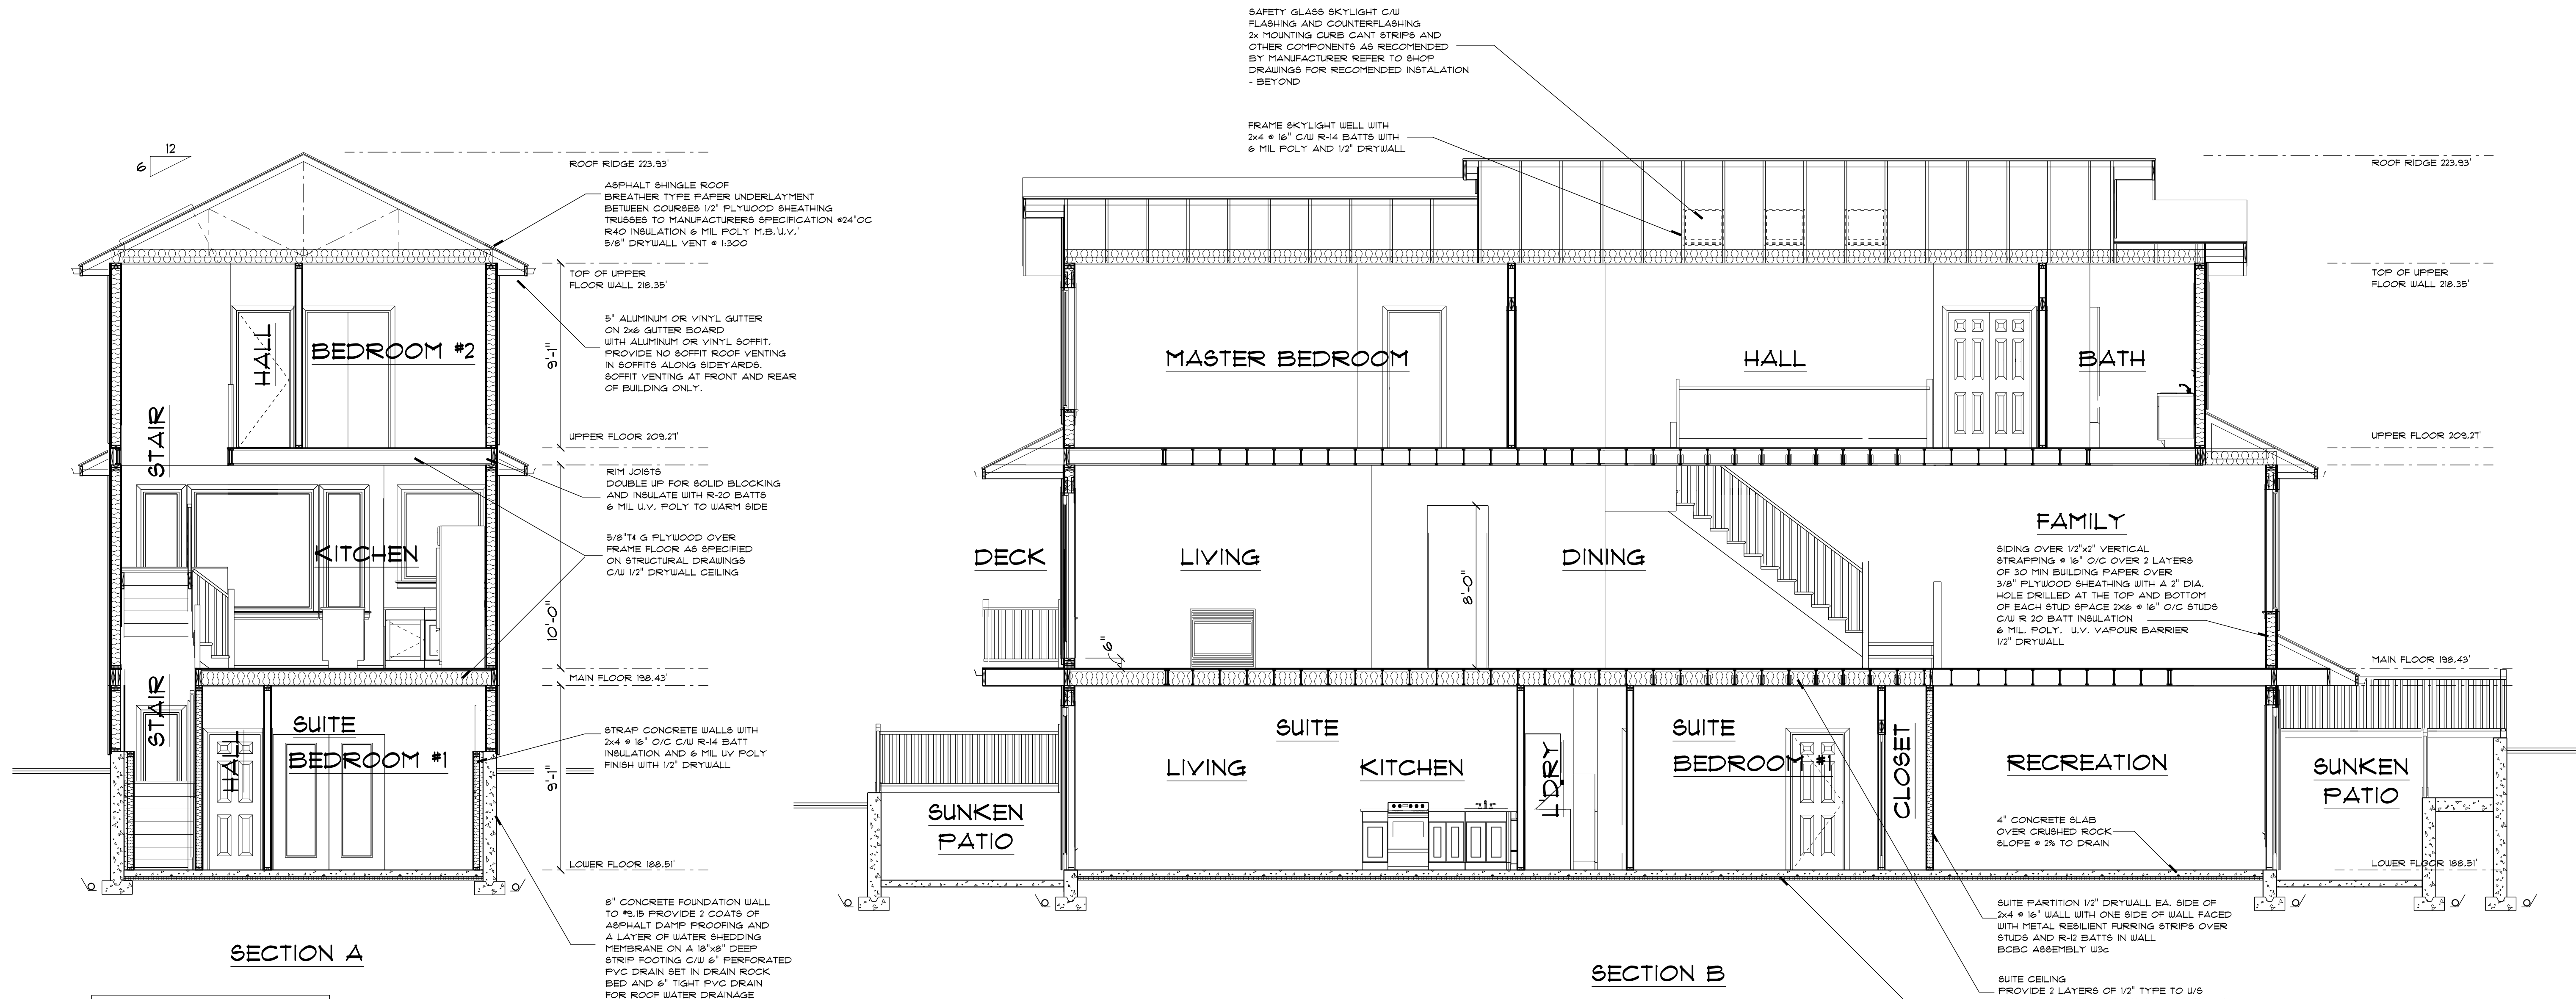 SAFETY GLASS SKYLIGHT C/W
FLASHING AND COUNTERFLASHING
2x MOUNTING CURB CANT STRIPS AND
OTHER COMPONENTS AS RECOMENDED
BY MANUFACTURER REFER TO SHOP
DRAWINGS FOR RECOMENDED INSTALATION
- BEYOND
FRAME SKYLIGHT WELL WITH
2x4 @ 16" C/W R-14 BATTS WITH
6 MIL POLY AND 1/2" DRYWALL
12
6
ROOF RIDGE 223.93'
ASPHALT SHINGLE ROOF
BREATHER TYPE PAPER UNDERLAYMENT
BETWEEN COURSES 1/2" PLYWOOD SHEATHING
TRUSSES TO MANUFACTURERS SPECIFICATION @24"OC
R40 INSULATION 6 MIL POLY M.B.'U.V.'
5/8" DRYWALL VENT @ 1:300
TOP OF UPPER
FLOOR WALL 218.35'
5" ALUMINUM OR VINYL GUTTER
ON 2x6 GUTTER BOARD
WITH ALUMINUM OR VINYL SOFFIT.
PROVIDE NO SOFFIT ROOF VENTING
IN SOFFITS ALONG SIDEYARDS.
SOFFIT VENTING AT FRONT AND REAR
OF BUILDING ONLY.
9'-1"
HALL
BEDROOM #2
STAIR
UPPER FLOOR 209.27'
RIM JOISTS
DOUBLE UP FOR SOLID BLOCKING
AND INSULATE WITH R-20 BATTS
6 MIL U.V. POLY TO WARM SIDE
5/8"T& G PLYWOOD OVER
FRAME FLOOR AS SPECIFIED
ON STRUCTURAL DRAWINGS
C/W 1/2" DRYWALL CEILING
KITCHEN
10'-0"
MAIN FLOOR 198.43'
STAIR
HALL
SUITE
BEDROOM #1
9'-1"
STRAP CONCRETE WALLS WITH
2x4 @ 16" O/C C/W R-14 BATT
INSULATION AND 6 MIL UV POLY
FINISH WITH 1/2" DRYWALL
LOWER FLOOR 188.51'
8" CONCRETE FOUNDATION WALL
TO #9.15 PROVIDE 2 COATS OF
ASPHALT DAMP PROOFING AND
A LAYER OF WATER SHEDDING
MEMBRANE ON A 18"x8" DEEP
STRIP FOOTING C/W 6" PERFORATED
PVC DRAIN SET IN DRAIN ROCK
BED AND 6" TIGHT PVC DRAIN
FOR ROOF WATER DRAINAGE
SECTION A
ROOF RIDGE 223.93'
TOP OF UPPER
FLOOR WALL 218.35'
MASTER BEDROOM
HALL
BATH
UPPER FLOOR 209.27'
DECK
LIVING
DINING
8'-0"
6"
FAMILY
SIDING OVER 1/2"x2" VERTICAL
STRAPPING @ 16" O/C OVER 2 LAYERS
OF 30 MIN BUILDING PAPER OVER
3/8" PLYWOOD SHEATHING WITH A 2" DIA.
HOLE DRILLED AT THE TOP AND BOTTOM
OF EACH STUD SPACE 2X6 @ 16" O/C STUDS
C/W R 20 BATT INSULATION
6 MIL. POLY. U.V. VAPOUR BARRIER
1/2" DRYWALL
MAIN FLOOR 198.43'
SUNKEN
PATIO
SUITE
LIVING
KITCHEN
L'DRY
SUITE
BEDROOM #1
CLOSET
RECREATION
SUNKEN
PATIO
4" CONCRETE SLAB
OVER CRUSHED ROCK
SLOPE @ 2% TO DRAIN
LOWER FLOOR 188.51'
SUITE PARTITION 1/2" DRYWALL EA. SIDE OF
2x4 @ 16" WALL WITH ONE SIDE OF WALL FACED
WITH METAL RESILIENT FURRING STRIPS OVER
STUDS AND R-12 BATTS IN WALL
BCBC ASSEMBLY W3c
SUITE CEILING
PROVIDE 2 LAYERS OF 1/2" TYPE TO U/S
SECTION B